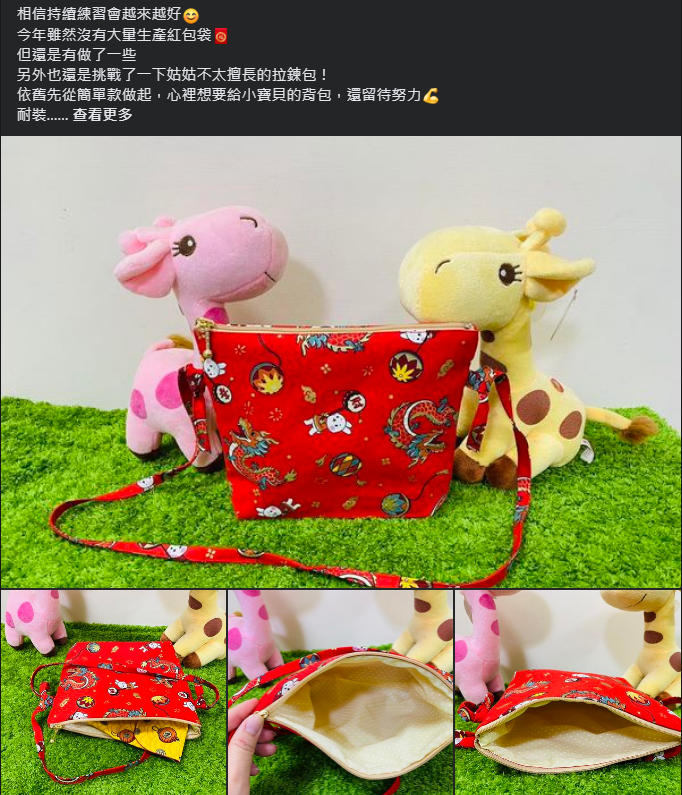 相信持續練習會越來越好😊
今年雖然沒有大量生產紅包袋🧧
但還是有做了一些
另外也還是挑戰了一下姑姑不太擅長的拉鍊包！
依舊先從簡單款做起，心裡想要給小寶貝的背包，還留待努力💪
耐裝...... 查看更多